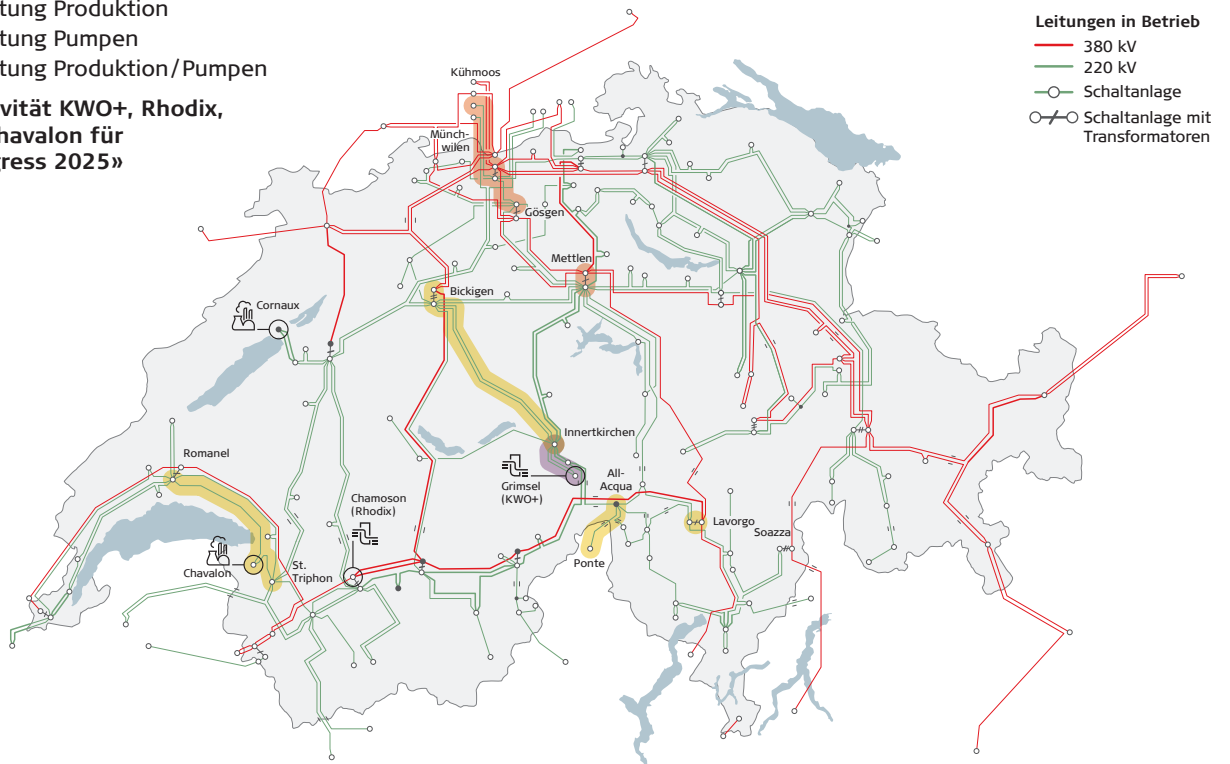 tung Produktion
tung Pumpen
tung Produktion/Pumpen
vität KWO+, Rhodix,
havalon für
gress 2025»
Leitungen in Betrieb
380 kV
220 kV
Schaltanlage
Schaltanlage mit
Transformatoren
Kühmoos
Münch-
wilen
Gösgen
Mettlen
Bickigen
Cornaux
Innertkirchen
Romanel
Grimsel
(KWO+)
All-
Acqua
Chamoson
(Rhodix)
Lavorgo
Soazza
Ponte
Chavalon
St.
Triphon